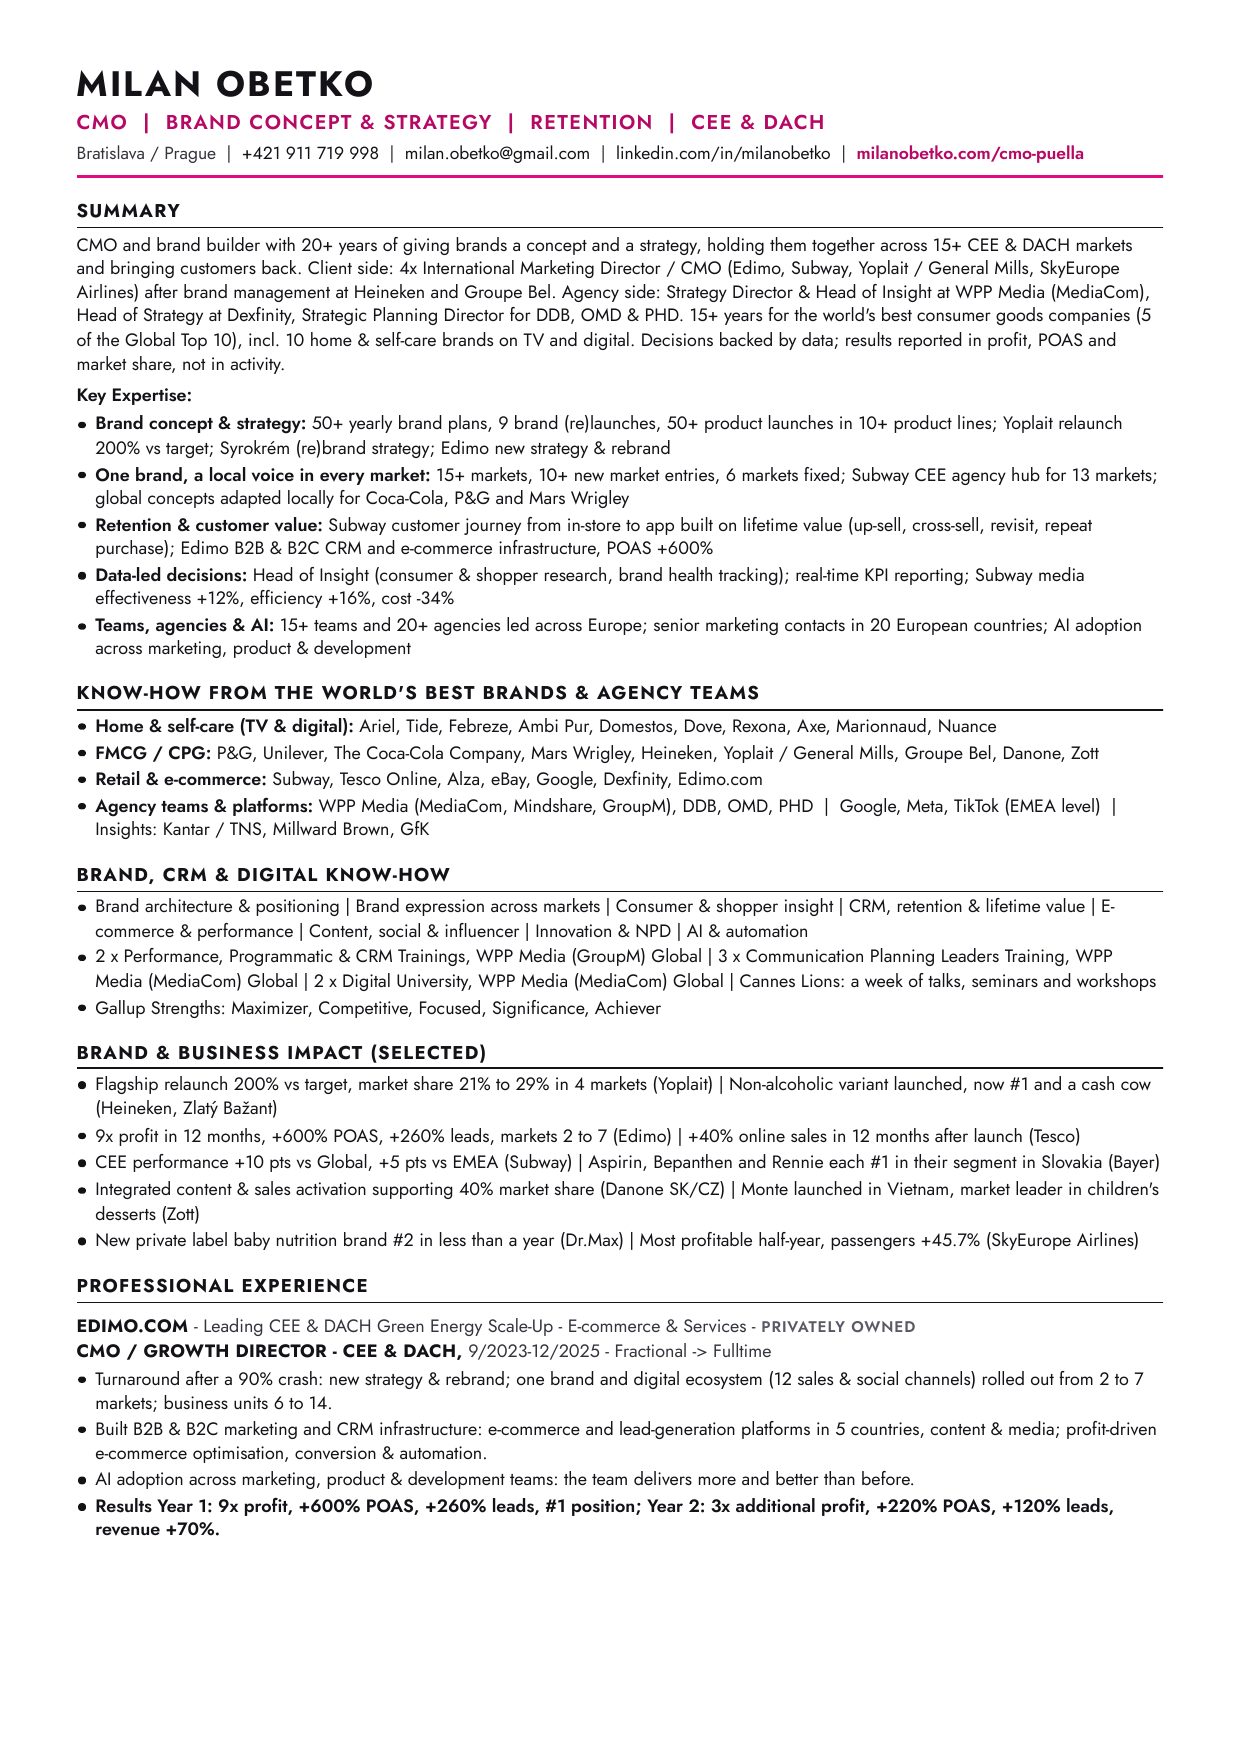 MILAN OBETKO
CMO | BRAND CONCEPT & STRATEGY | RETENTION | CEE & DACH
Bratislava / Prague | +421 911 719 998 | milan.obetko@gmail.com | linkedin.com/in/milanobetko | milanobetko.com/cmo-puella
SUMMARY
CMO and brand builder with 20+ years of giving brands a concept and a strategy, holding them together across 15+ CEE & DACH markets
and bringing customers back. Client side: 4x International Marketing Director / CMO (Edimo, Subway, Yoplait / General Mills, SkyEurope
Airlines) after brand management at Heineken and Groupe Bel. Agency side: Strategy Director & Head of Insight at WPP Media (MediaCom),
Head of Strategy at Dexfinity, Strategic Planning Director for DDB, OMD & PHD. 15+ years for the world's best consumer goods companies (5
of the Global Top 10), incl. 10 home & self-care brands on TV and digital. Decisions backed by data; results reported in profit, POAS and
market share, not in activity.
Key Expertise:
● Brand concept & strategy: 50+ yearly brand plans, 9 brand (re)launches, 50+ product launches in 10+ product lines; Yoplait relaunch
200% vs target; Syrokrém (re)brand strategy; Edimo new strategy & rebrand
● One brand, a local voice in every market: 15+ markets, 10+ new market entries, 6 markets fixed; Subway CEE agency hub for 13 markets;
global concepts adapted locally for Coca-Cola, P&G and Mars Wrigley
● Retention & customer value: Subway customer journey from in-store to app built on lifetime value (up-sell, cross-sell, revisit, repeat
purchase); Edimo B2B & B2C CRM and e-commerce infrastructure, POAS +600%
● Data-led decisions: Head of Insight (consumer & shopper research, brand health tracking); real-time KPI reporting; Subway media
effectiveness +12%, efficiency +16%, cost -34%
● Teams, agencies & AI: 15+ teams and 20+ agencies led across Europe; senior marketing contacts in 20 European countries; AI adoption
across marketing, product & development
KNOW-HOW FROM THE WORLD'S BEST BRANDS & AGENCY TEAMS
● Home & self-care (TV & digital): Ariel, Tide, Febreze, Ambi Pur, Domestos, Dove, Rexona, Axe, Marionnaud, Nuance
● FMCG / CPG: P&G, Unilever, The Coca-Cola Company, Mars Wrigley, Heineken, Yoplait / General Mills, Groupe Bel, Danone, Zott
● Retail & e-commerce: Subway, Tesco Online, Alza, eBay, Google, Dexfinity, Edimo.com
● Agency teams & platforms: WPP Media (MediaCom, Mindshare, GroupM), DDB, OMD, PHD | Google, Meta, TikTok (EMEA level) |
Insights: Kantar / TNS, Millward Brown, GfK
BRAND, CRM & DIGITAL KNOW-HOW
● Brand architecture & positioning | Brand expression across markets | Consumer & shopper insight | CRM, retention & lifetime value | E-
commerce & performance | Content, social & influencer | Innovation & NPD | AI & automation
● 2 x Performance, Programmatic & CRM Trainings, WPP Media (GroupM) Global | 3 x Communication Planning Leaders Training, WPP
Media (MediaCom) Global | 2 x Digital University, WPP Media (MediaCom) Global | Cannes Lions: a week of talks, seminars and workshops
● Gallup Strengths: Maximizer, Competitive, Focused, Significance, Achiever
BRAND & BUSINESS IMPACT (SELECTED)
● Flagship relaunch 200% vs target, market share 21% to 29% in 4 markets (Yoplait) | Non-alcoholic variant launched, now #1 and a cash cow
(Heineken, Zlatý Bažant)
● 9x profit in 12 months, +600% POAS, +260% leads, markets 2 to 7 (Edimo) | +40% online sales in 12 months after launch (Tesco)
● CEE performance +10 pts vs Global, +5 pts vs EMEA (Subway) | Aspirin, Bepanthen and Rennie each #1 in their segment in Slovakia (Bayer)
● Integrated content & sales activation supporting 40% market share (Danone SK/CZ) | Monte launched in Vietnam, market leader in children's
desserts (Zott)
● New private label baby nutrition brand #2 in less than a year (Dr.Max) | Most profitable half-year, passengers +45.7% (SkyEurope Airlines)
PROFESSIONAL EXPERIENCE
EDIMO.COM - Leading CEE & DACH Green Energy Scale-Up - E-commerce & Services - PRIVATELY OWNED
CMO / GROWTH DIRECTOR - CEE & DACH, 9/2023-12/2025 - Fractional -> Fulltime
● Turnaround after a 90% crash: new strategy & rebrand; one brand and digital ecosystem (12 sales & social channels) rolled out from 2 to 7
markets; business units 6 to 14.
● Built B2B & B2C marketing and CRM infrastructure: e-commerce and lead-generation platforms in 5 countries, content & media; profit-driven
e-commerce optimisation, conversion & automation.
● AI adoption across marketing, product & development teams: the team delivers more and better than before.
● Results Year 1: 9x profit, +600% POAS, +260% leads, #1 position; Year 2: 3x additional profit, +220% POAS, +120% leads,
revenue +70%.